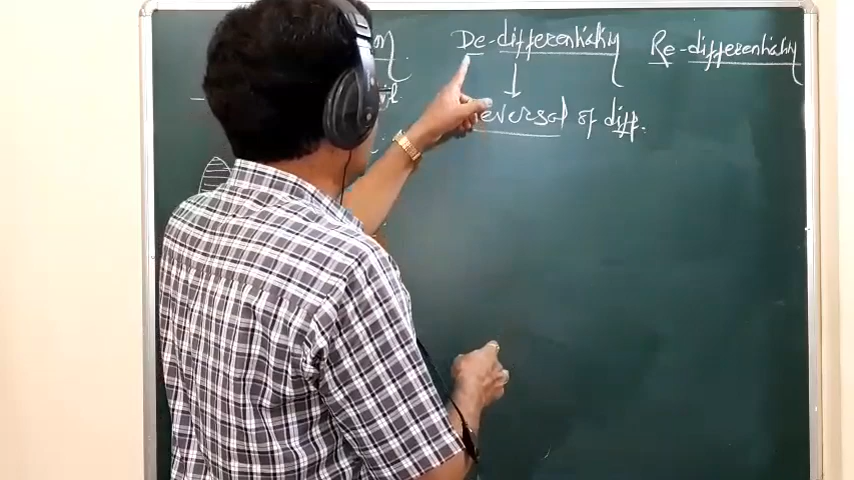 De-differentiation
Re-differentiation
reversal of diff.